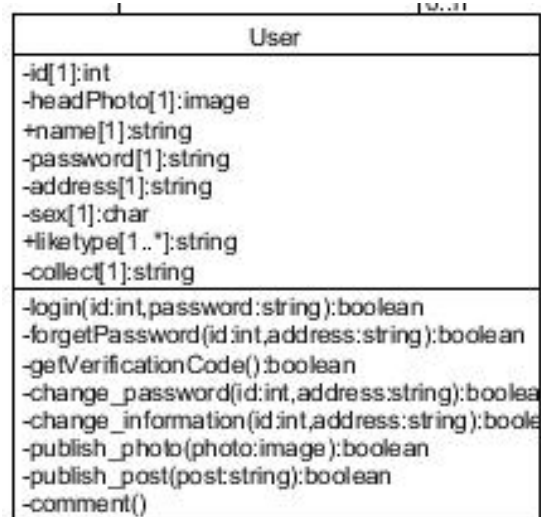 0..n
User
-id[1]:int
-headPhoto[1]:image
+name[1]:string
-password[1]:string
-address[1]:string
-sex[1]:char
+liketype[1..*]:string
-collect[1]:string
-login(id:int,password:string):boolean
-forgetPassword(id:int,address:string):boolean
-getVerificationCode():boolean
-change_password(id:int,address:string):boolea
-change_information(id:int,address:string):boole
-publish_photo(photo:image):boolean
-publish_post(post:string):boolean
-comment()